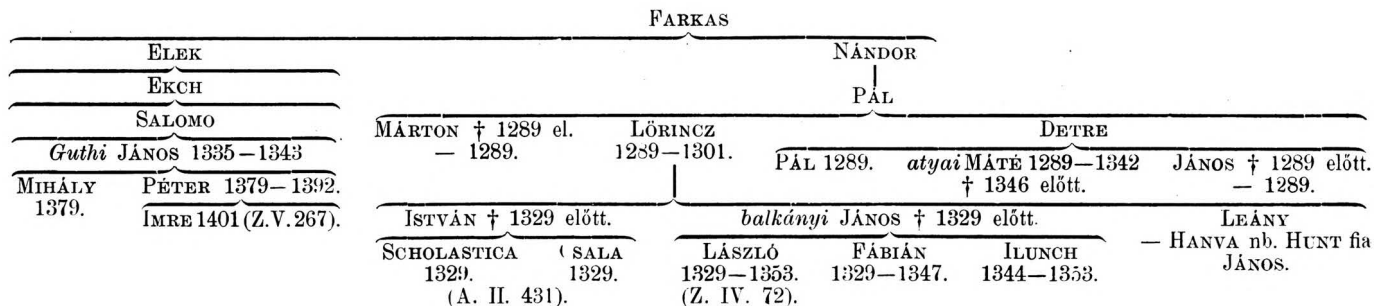 FARKAS
ELEK NÁNDOR
EKCH PÁL
SALOMO MÁRTON † 1289 el. LŐRINCZ DETRE
Guthi JÁNOS 1335—1343 — 1289. 1289—1301. PÁL 1289. atyai MÁTÉ 1289—1342 JÁNOS † 1289 előtt.
MIHÁLY PÉTER 1379—1392. † 1346 előtt. — 1289.
1379. IMRE 1401 (Z. V. 267). ISTVÁN † 1329 előtt. balkányi JÁNOS † 1329 előtt. LEÁNY
SCHOLASTICA SALA LÁSZLÓ FÁBIÁN ILUNCH — HANVA nb. HUNT fia
1329. 1329. 1329—1353. 1329—1347. 1344—1353. JÁNOS.
(A. II. 431). (Z. IV. 72).